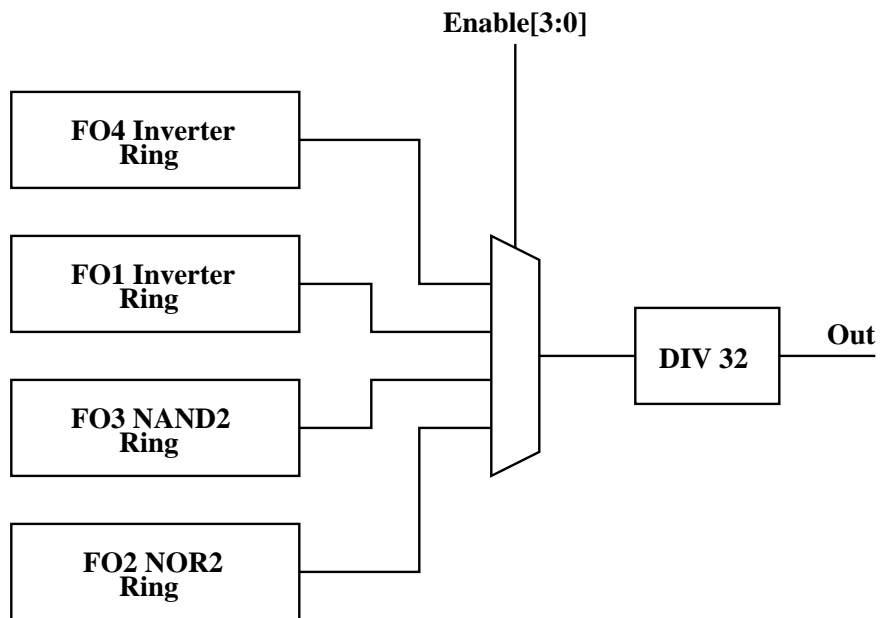 Enable[3:0]
FO4 Inverter
Ring
FO1 Inverter
Ring
FO3 NAND2
Ring
FO2 NOR2
Ring
DIV 32
Out